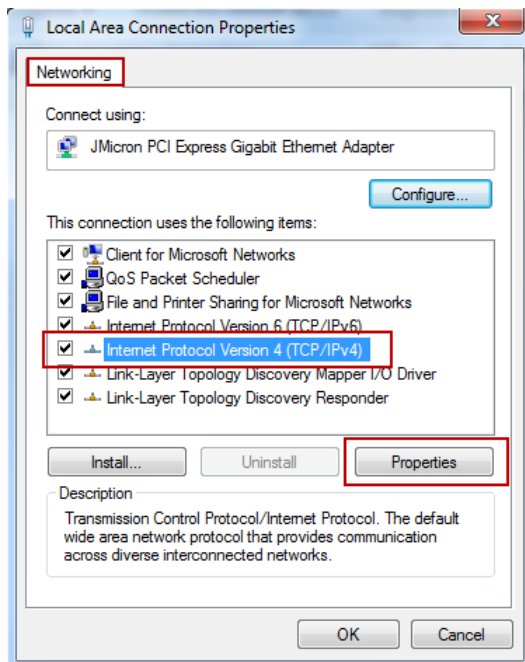 Local Area Connection Properties
Networking
Connect using:
JMicron PCI Express Gigabit Ethernet Adapter
Configure...
This connection uses the following items:
Client for Microsoft Networks
QoS Packet Scheduler
File and Printer Sharing for Microsoft Networks
Internet Protocol Version 6 (TCP/IPv6)
Internet Protocol Version 4 (TCP/IPv4)
Link-Layer Topology Discovery Mapper I/O Driver
Link-Layer Topology Discovery Responder
Install... Uninstall Properties
Description
Transmission Control Protocol/Internet Protocol. The default
wide area network protocol that provides communication
across diverse interconnected networks.
OK Cancel